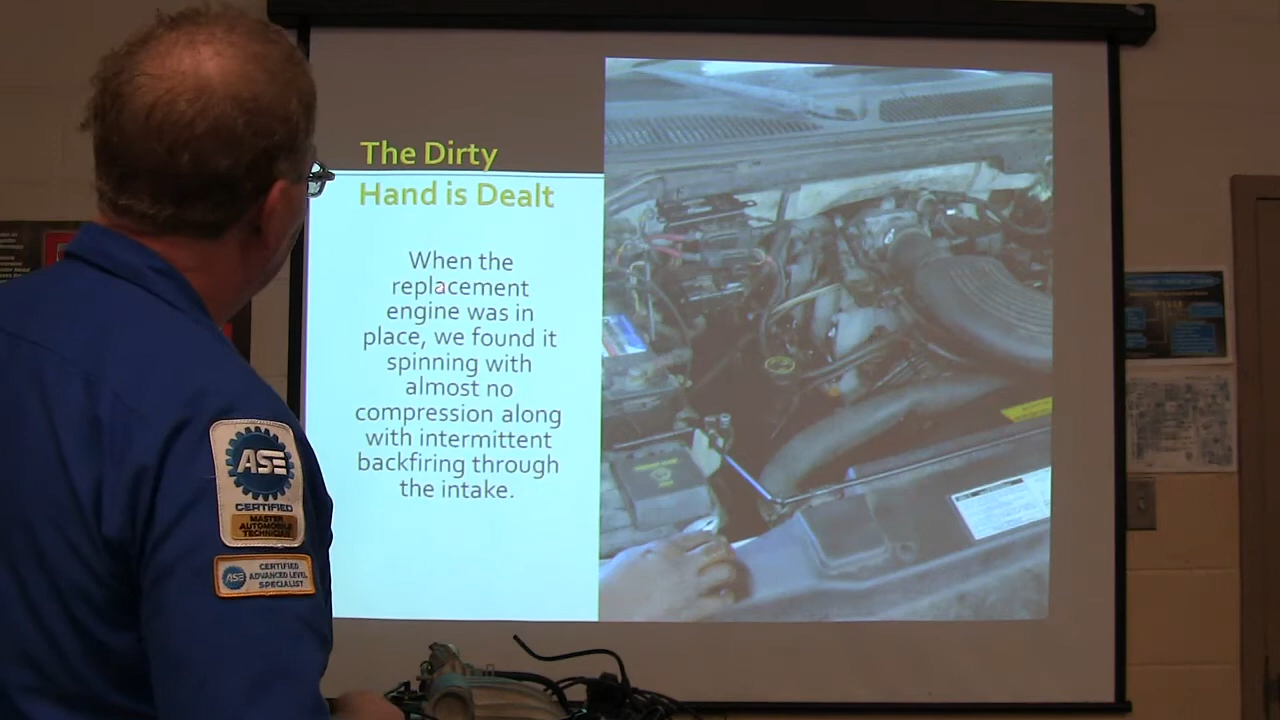 The Dirty
Hand is Dealt
When the
replacement
engine was in
place, we found it
spinning with
almost no
compression along
with intermittent
backfiring through
the intake.
ASE
CERTIFIED
MASTER
AUTOMOBILE
TECHNICIAN
ASE
CERTIFIED
ADVANCED LEVEL
SPECIALIST